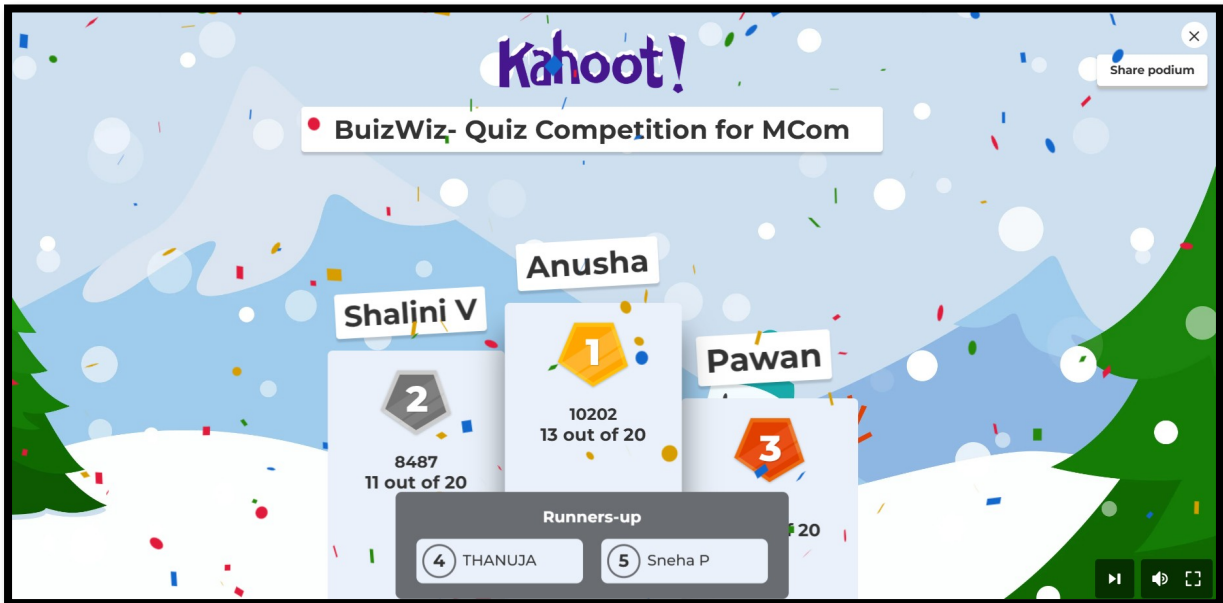 Kahoot!
Share podium
BuizWiz- Quiz Competition for MCom
Anusha
Shalini V
Pawan
1
10202
13 out of 20
2
8487
11 out of 20
3
20
Runners-up
4 THANUJA
5 Sneha P